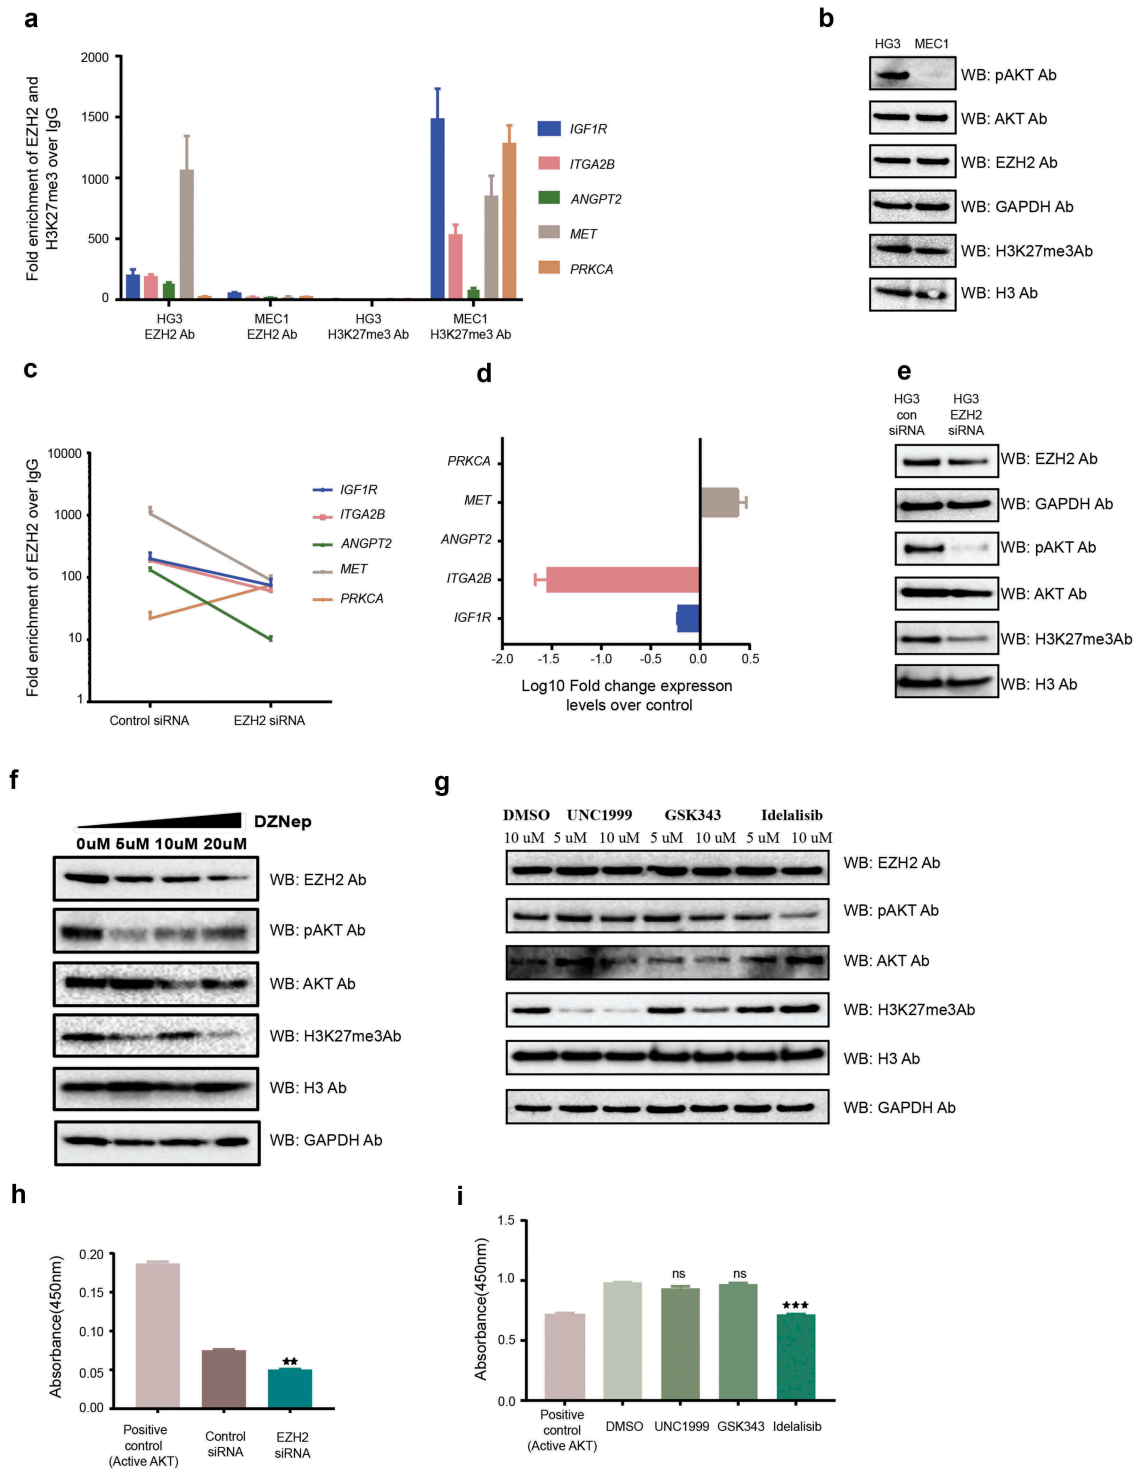 a
Fold enrichment of EZH2 and
H3K27me3 over IgG
2000
1500
1000
500
0
HG3
EZH2 Ab
MEC1
EZH2 Ab
HG3
H3K27me3 Ab
MEC1
H3K27me3 Ab
IGF1R
ITGA2B
ANGPT2
MET
PRKCA
b
HG3 MEC1
WB: pAKT Ab
WB: AKT Ab
WB: EZH2 Ab
WB: GAPDH Ab
WB: H3K27me3Ab
WB: H3 Ab
c
Fold enrichment of EZH2 over IgG
10000
1000
100
10
1
Control siRNA
EZH2 siRNA
IGF1R
ITGA2B
ANGPT2
MET
PRKCA
d
PRKCA
MET
ANGPT2
ITGA2B
IGF1R
-2.0 -1.5 -1.0 -0.5 0.0 0.5
Log10 Fold change expresson
levels over control
e
HG3
con
siRNA
HG3
EZH2
siRNA
WB: EZH2 Ab
WB: GAPDH Ab
WB: pAKT Ab
WB: AKT Ab
WB: H3K27me3Ab
WB: H3 Ab
f
DZNep
0uM 5uM 10uM 20uM
WB: EZH2 Ab
WB: pAKT Ab
WB: AKT Ab
WB: H3K27me3Ab
WB: H3 Ab
WB: GAPDH Ab
g
DMSO UNC1999 GSK343 Idelalisib
10 uM 5 uM 10 uM 5 uM 10 uM 5 uM 10 uM
WB: EZH2 Ab
WB: pAKT Ab
WB: AKT Ab
WB: H3K27me3Ab
WB: H3 Ab
WB: GAPDH Ab
h
Absorbance(450nm)
0.20
0.15
0.10
0.05
0.00
★★
Positive
control
(Active AKT)
Control
siRNA
EZH2
siRNA
i
Absorbance(450nm)
1.5
1.0
0.5
0.0
ns
ns
★★★
Positive
control
(Active AKT)
DMSO
UNC1999
GSK343
Idelalisib